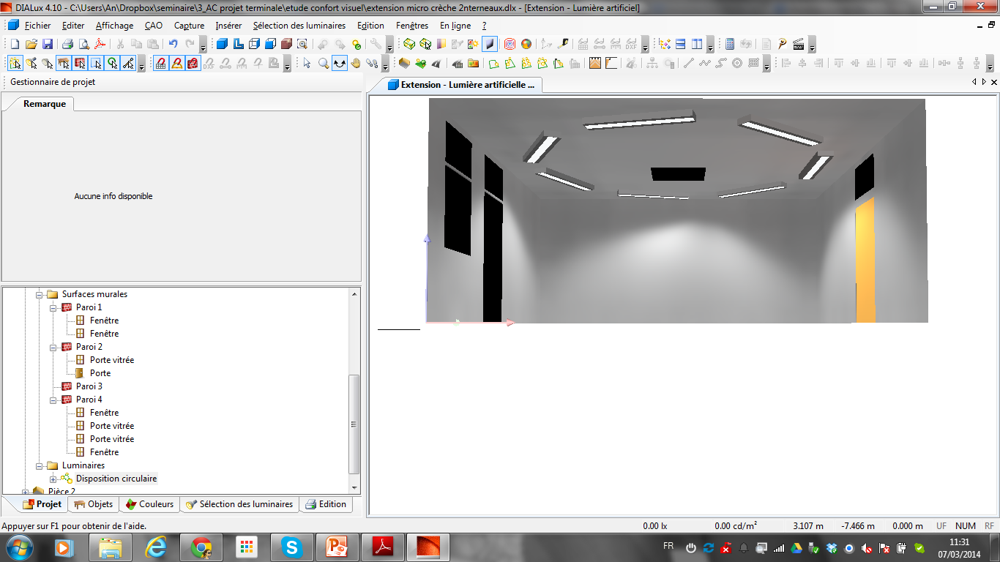 DIALux 4.10 - C:\Users\An\Dropbox\seminaire\3_AC projet terminale\etude confort visuel\extension micro crèche 2nterneaux.dlx - [Extension - Lumière artificiel]
Fichier Editer Affichage CAO Capture Insérer Sélection des luminaires Edition Fenêtres En ligne ?
Gestionnaire de projet
Extension - Lumière artificielle ...
Remarque
Aucune info disponible
Surfaces murales
Paroi 1
Fenêtre
Fenêtre
Paroi 2
Porte vitrée
Porte
Paroi 3
Paroi 4
Fenêtre
Porte vitrée
Porte vitrée
Fenêtre
Luminaires
Disposition circulaire
Pièce 2
Projet Objets Couleurs Sélection des luminaires Edition
Appuyer sur F1 pour obtenir de l'aide. 0.00 lx 0.00 cd/m² 3.107 m -7.466 m 0.000 m UF NUM RF
FR 11:31
07/03/2014